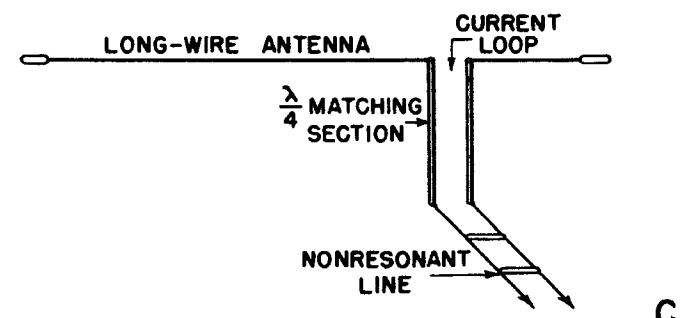 CURRENT
LOOP
LONG-WIRE ANTENNA
λ/4 MATCHING
SECTION
NONRESONANT
LINE
C